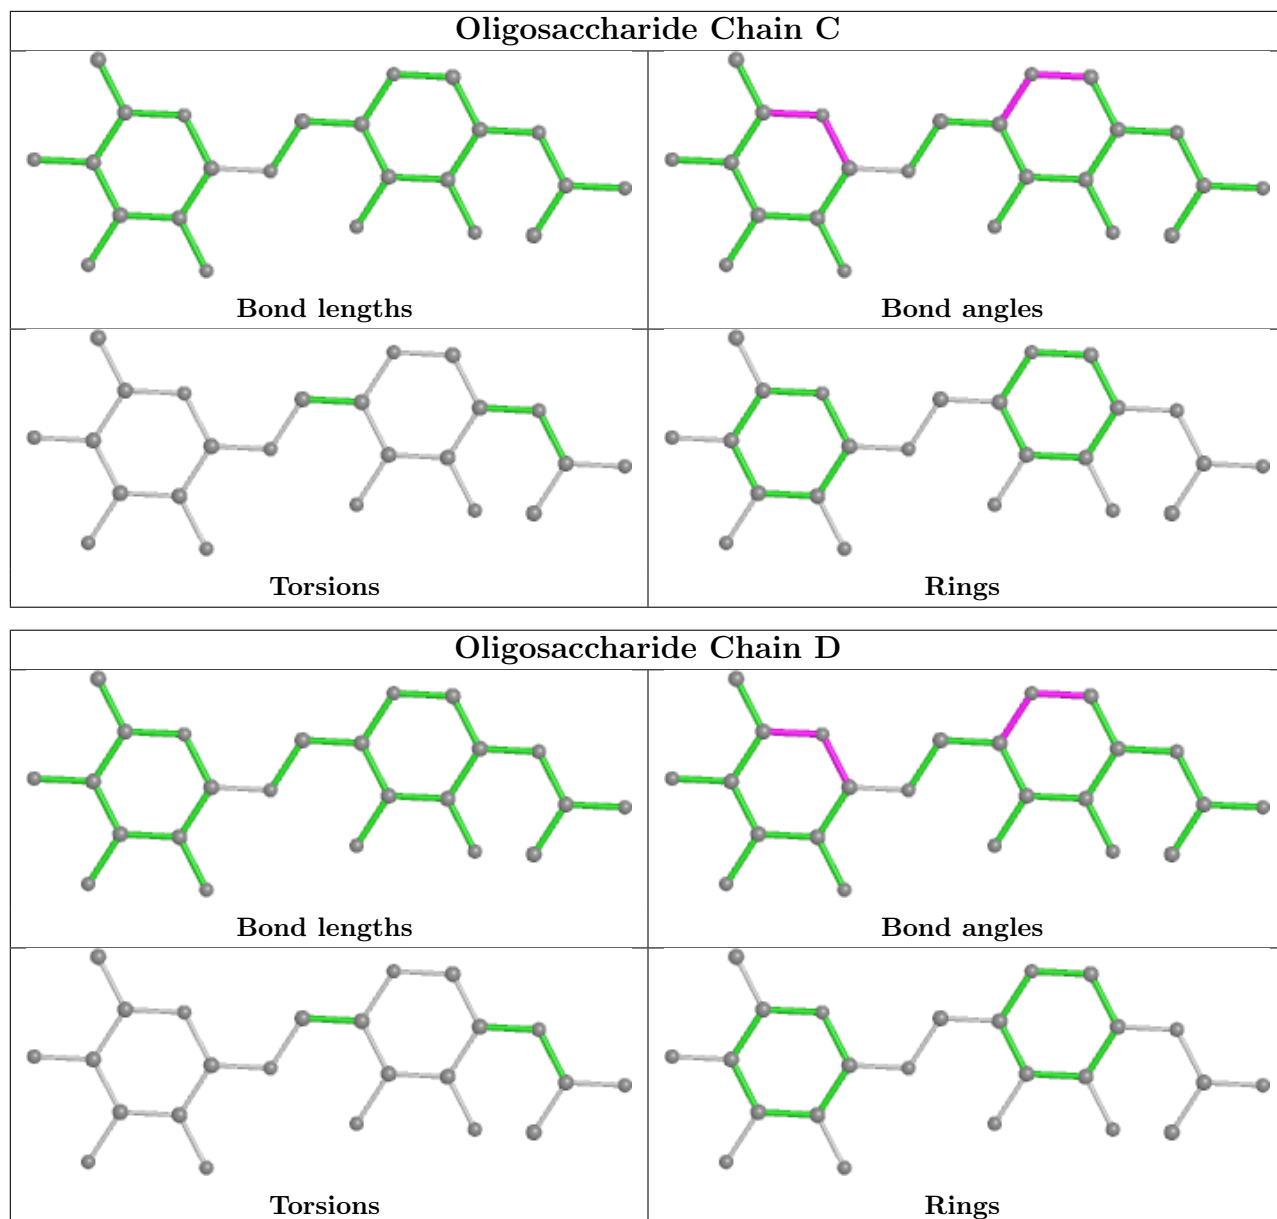 Oligosaccharide Chain C
Bond lengths
Bond angles
Torsions
Rings
Oligosaccharide Chain D
Bond lengths
Bond angles
Torsions
Rings